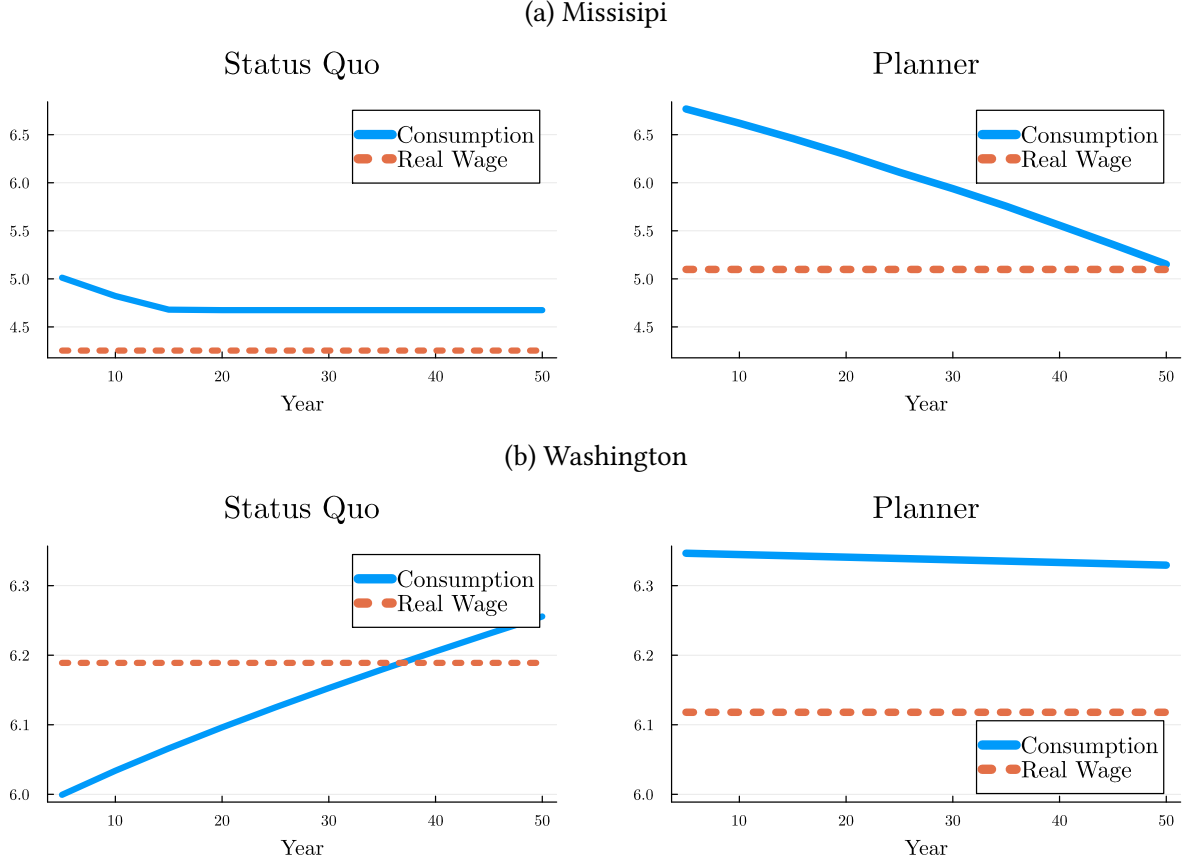 (a) Missisipi
Status Quo
Consumption
Real Wage
6.5
6.0
5.5
5.0
4.5
10 20 30 40 50
Year
Planner
Consumption
Real Wage
6.5
6.0
5.5
5.0
4.5
10 20 30 40 50
Year
(b) Washington
Status Quo
Consumption
Real Wage
6.3
6.2
6.1
6.0
10 20 30 40 50
Year
Planner
6.3
6.2
6.1
6.0
Consumption
Real Wage
10 20 30 40 50
Year